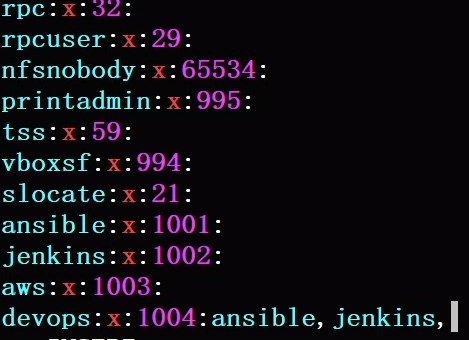 rpc:x:32:
rpcuser:x:29:
nfsnobody:x:65534:
printadmin:x:995:
tss:x:59:
vboxsf:x:994:
slocate:x:21:
ansible:x:1001:
jenkins:x:1002:
aws:x:1003:
devops:x:1004:ansible,jenkins,